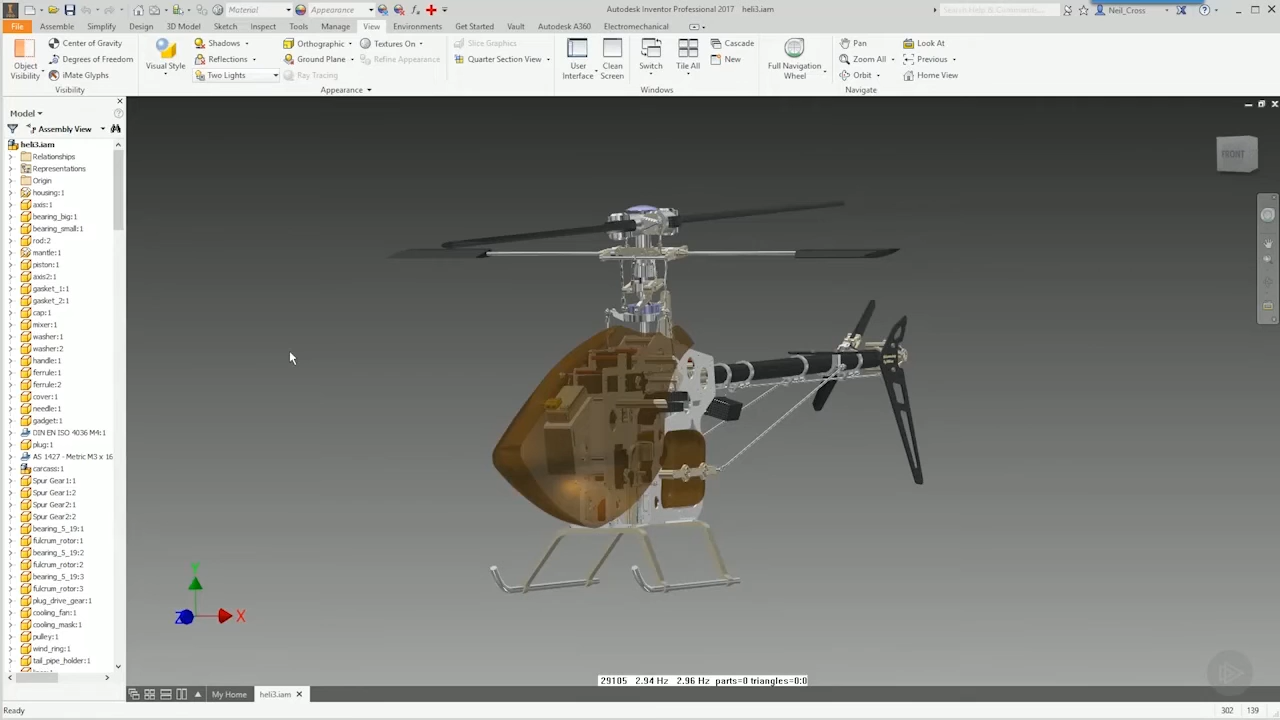 Material
Appearance
Autodesk Inventor Professional 2017 heli3.iam
Search Help & Commands...
Neil_Cross
File Assemble Simplify Design 3D Model Sketch Inspect Tools Manage View Environments Get Started Vault Autodesk A360 Electromechanical
Object Visibility
Center of Gravity
Degrees of Freedom
iMate Glyphs
Visibility
Visual Style
Shadows
Reflections
Two Lights
Orthographic
Ground Plane
Ray Tracing
Textures On
Refine Appearance
Appearance
Slice Graphics
Quarter Section View
User Interface
Clean Screen
Switch
Tile All
Cascade
New
Windows
Full Navigation Wheel
Pan
Zoom All
Orbit
Look At
Previous
Home View
Navigate
Model
Assembly View
heli3.iam
Relationships
Representations
Origin
housing:1
axis:1
bearing_big:1
bearing_small:1
rod:2
mantle:1
piston:1
axis2:1
gasket_1:1
gasket_2:1
cap:1
mixer:1
washer:1
washer:2
handle:1
ferrule:1
ferrule:2
cover:1
needle:1
gadget:1
DIN EN ISO 4036 M4:1
plug:1
AS 1427 - Metric M3 x 16
carcass:1
Spur Gear1:1
Spur Gear1:2
Spur Gear2:1
Spur Gear2:2
bearing_5_19:1
fulcrum_rotor:1
bearing_5_19:2
fulcrum_rotor:2
bearing_5_19:3
fulcrum_rotor:3
plug_drive_gear:1
cooling_fan:1
cooling_mask:1
pulley:1
wind_ring:1
tail_pipe_holder:1
FRONT
Y
Z
X
29105 2.94 Hz 2.96 Hz parts=0 triangles=0:0
My Home
heli3.iam
Ready
302 139